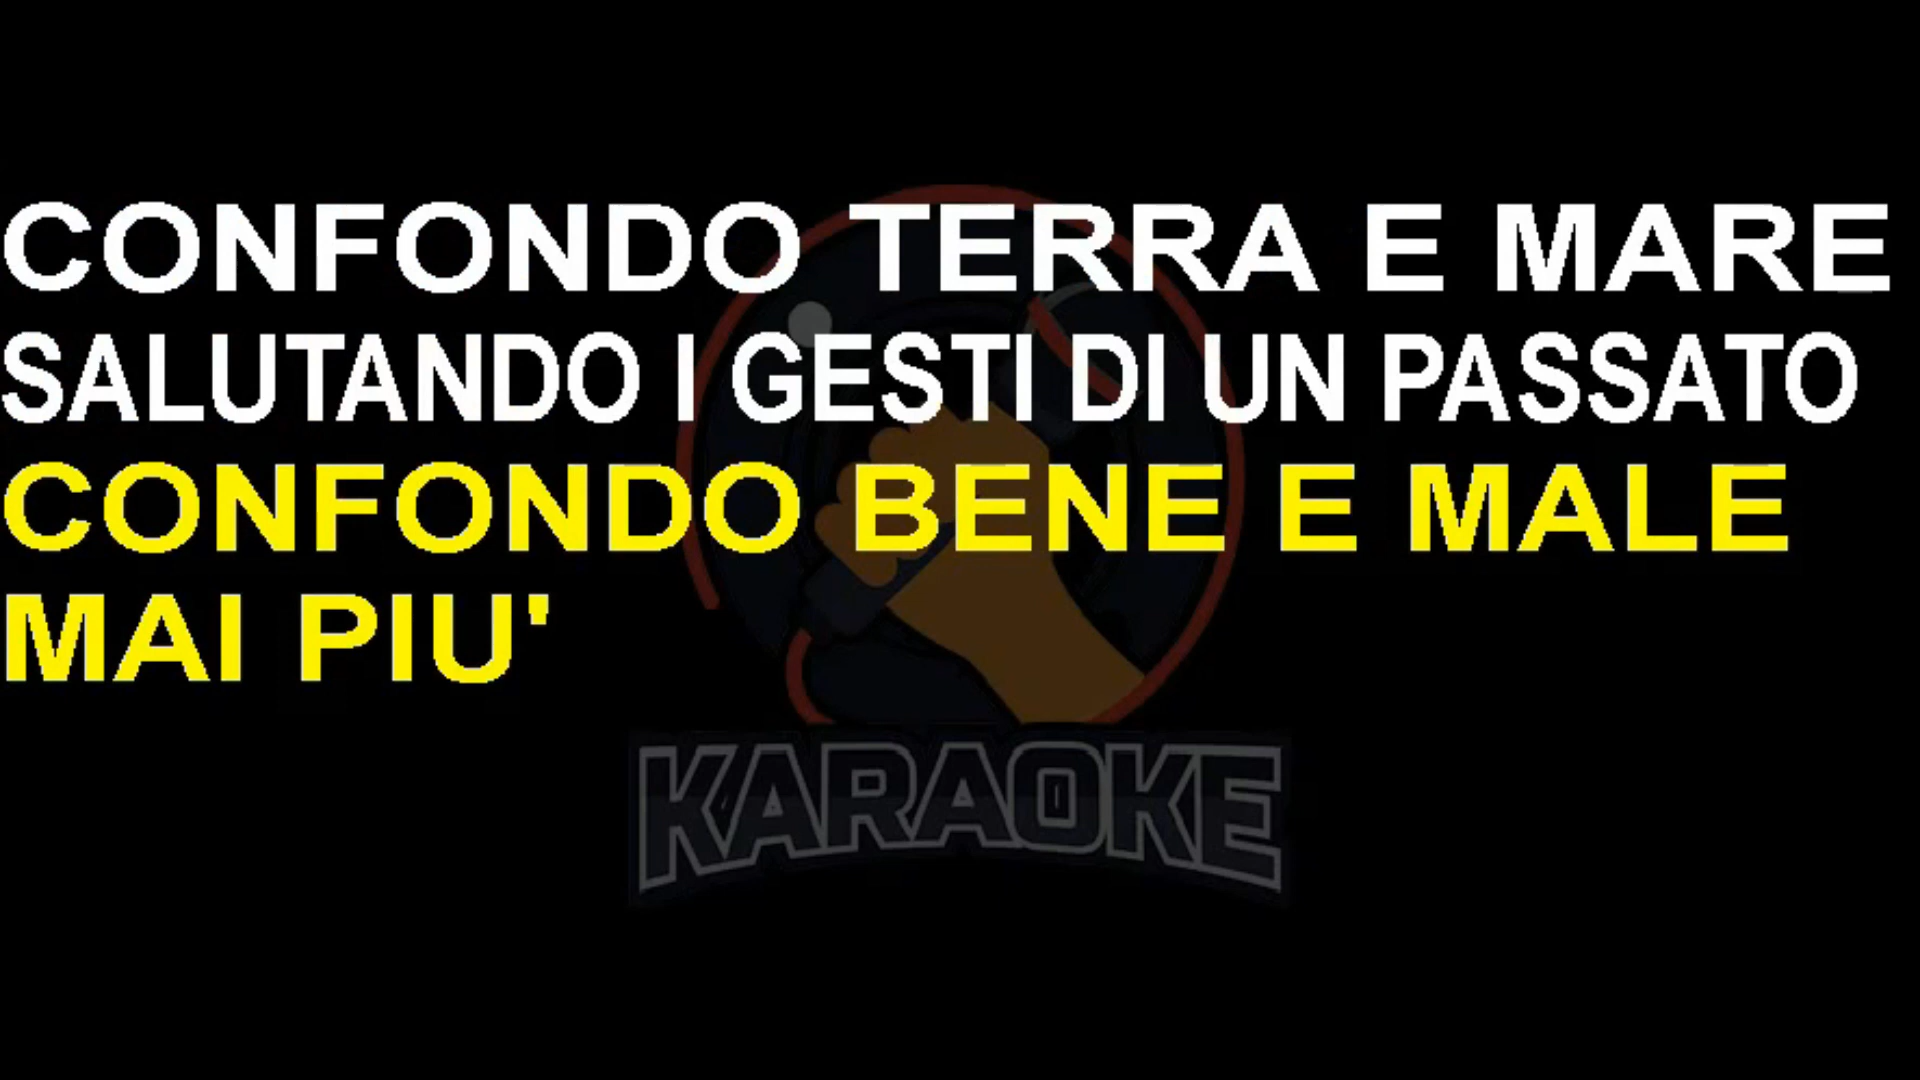 CONFONDO TERRA E MARE
SALUTANDO I GESTI DI UN PASSATO
CONFONDO BENE E MALE
MAI PIU'
KARAOKE